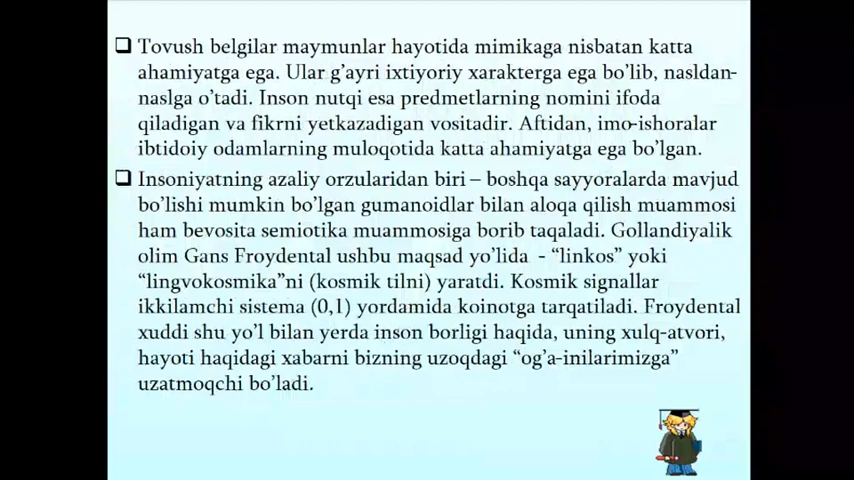 Tovush belgilar maymunlar hayotida mimikaga nisbatan katta
ahamiyatga ega. Ular g’ayri ixtiyoriy xarakterga ega bo’lib, nasldan-
naslga o’tadi. Inson nutqi esa predmetlarning nomini ifoda
qiladigan va fikrni yetkazadigan vositadir. Aftidan, imo-ishoralar
ibtidoiy odamlarning muloqotida katta ahamiyatga ega bo’lgan.
Insoniyatning azaliy orzularidan biri – boshqa sayyoralarda mavjud
bo’lishi mumkin bo’lgan gumanoidlar bilan aloqa qilish muammosi
ham bevosita semiotika muammosiga borib taqaladi. Gollandiyalik
olim Gans Froydental ushbu maqsad yo’lida - “linkos” yoki
“lingvokosmika”ni (kosmik tilni) yaratdi. Kosmik signallar
ikkilamchi sistema (0,1) yordamida koinotga tarqatiladi. Froydental
xuddi shu yo’l bilan yerda inson borligi haqida, uning xulq-atvori,
hayoti haqidagi xabarni bizning uzoqdagi “og’a-inilarimizga”
uzatmoqchi bo’ladi.